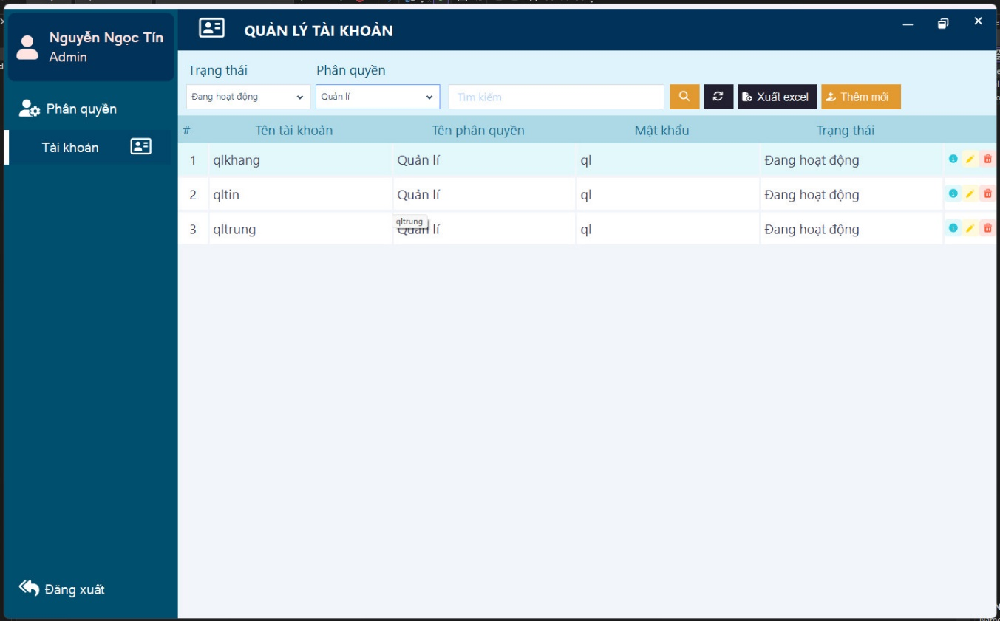 Nguyễn Ngọc Tín
Admin
Phân quyền
Tài khoản
Đăng xuất
QUẢN LÝ TÀI KHOẢN
Trạng thái Phân quyền
Đang hoạt động Quản lí Tìm kiếm Xuất excel Thêm mới
# Tên tài khoản Tên phân quyền Mật khẩu Trạng thái
1 qlkhang Quản lí ql Đang hoạt động
2 qltin Quản lí ql Đang hoạt động
qltrung
3 qltrung Quản lí ql Đang hoạt động